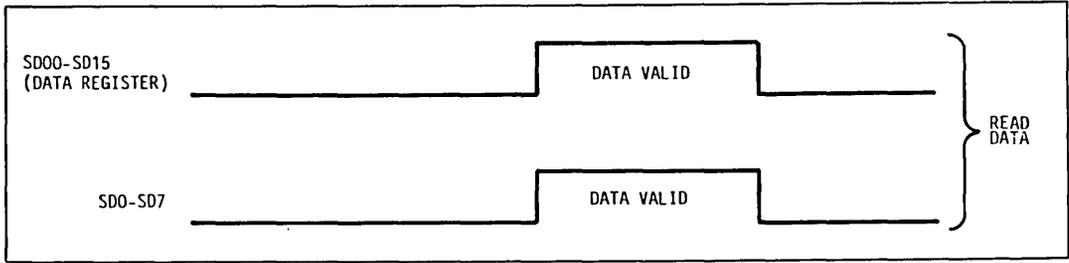 SD00-SD15
(DATA REGISTER)
DATA VALID
READ
DATA
SD0-SD7
DATA VALID